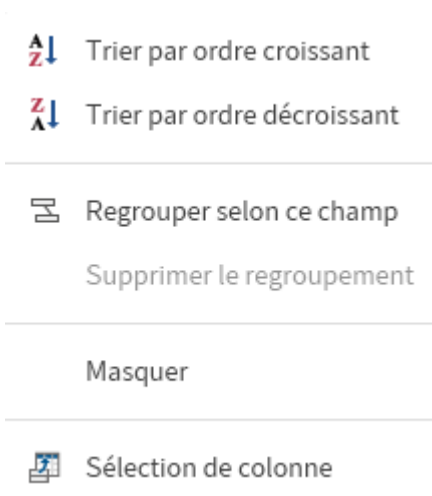 Trier par ordre croissant
Trier par ordre décroissant
Regrouper selon ce champ
Supprimer le regroupement
Masquer
Sélection de colonne